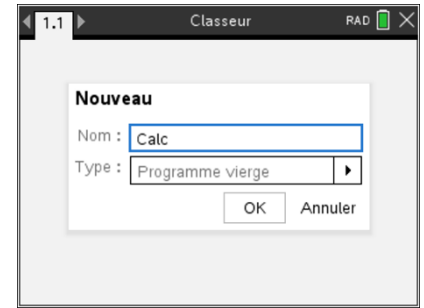 1.1 Classeur RAD
Nouveau
Nom : Calc
Type : Programme vierge
OK Annuler